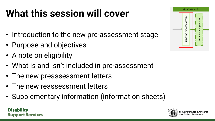 What this session will cover
• Introduction to the new pre-assessment stage
• Purpose and objectives
• A note on eligibility
• What is and isn't included in pre-assessment
• The new preassessment letters
• The new reassessment letters
• Supplementary information (information sheets)
Disability
Support Services